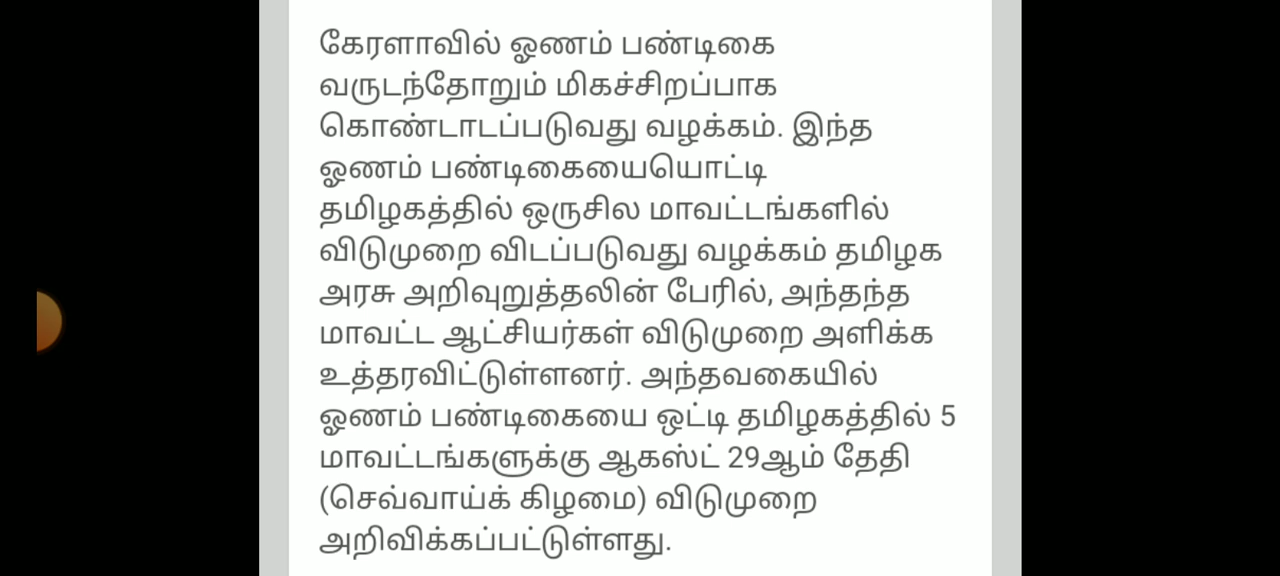 கேரளாவில் ஓணம் பண்டிகை
வருடந்தோறும் மிகச்சிறப்பாக
கொண்டாடப்படுவது வழக்கம். இந்த
ஓணம் பண்டிகையையொட்டி
தமிழகத்தில் ஒருசில மாவட்டங்களில்
விடுமுறை விடப்படுவது வழக்கம் தமிழக
அரசு அறிவுறுத்தலின் பேரில், அந்தந்த
மாவட்ட ஆட்சியர்கள் விடுமுறை அளிக்க
உத்தரவிட்டுள்ளனர். அந்தவகையில்
ஓணம் பண்டிகையை ஒட்டி தமிழகத்தில் 5
மாவட்டங்களுக்கு ஆகஸ்ட் 29ஆம் தேதி
(செவ்வாய்க் கிழமை) விடுமுறை
அறிவிக்கப்பட்டுள்ளது.